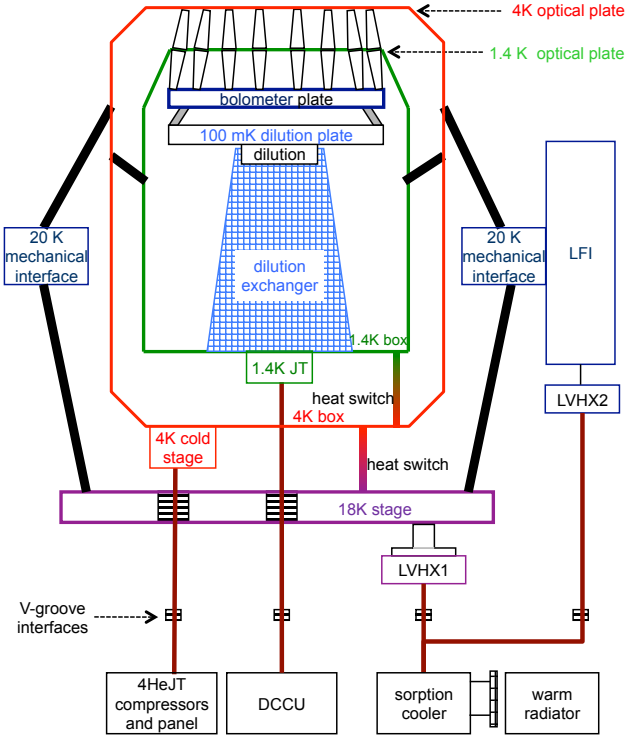 4K optical plate
1.4 K optical plate
bolometer plate
100 mK dilution plate
dilution
20 K
mechanical
interface
20 K
mechanical
interface
LFI
dilution
exchanger
1.4K box
1.4K JT
heat switch
4K box
LVHX2
4K cold
stage
heat switch
18K stage
LVHX1
V-groove
interfaces
4HeJT
compressors
and panel
DCCU
sorption
cooler
warm
radiator